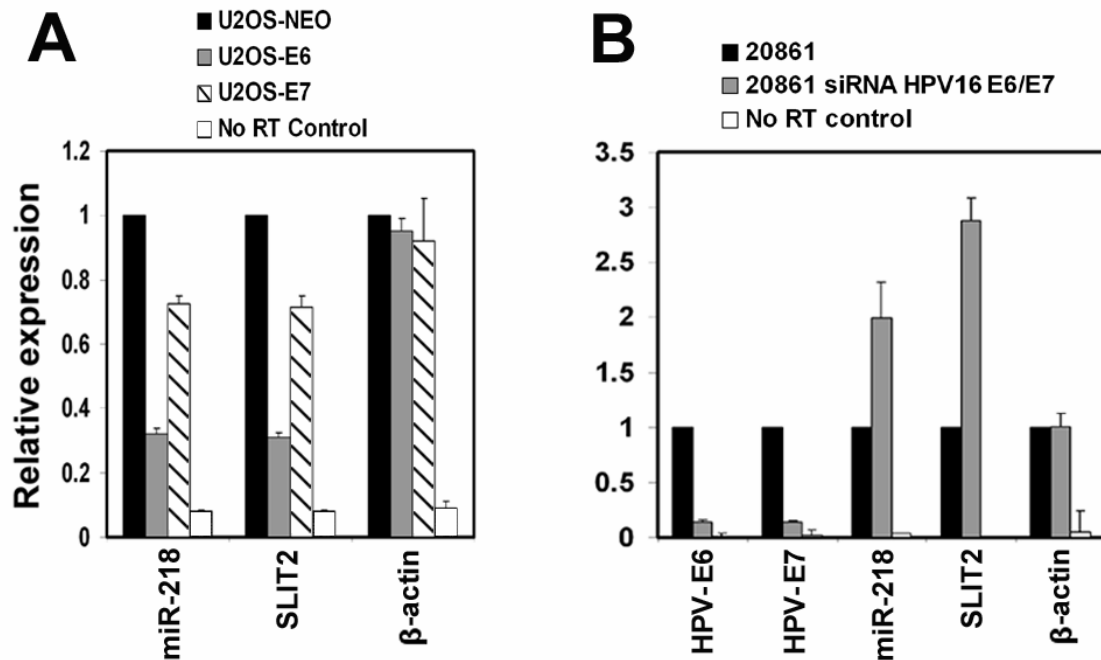 A
U2OS-NEO
U2OS-E6
U2OS-E7
No RT Control
Relative expression
1.2
1
0.8
0.6
0.4
0.2
0
miR-218
SLIT2
β-actin
B
20861
20861 siRNA HPV16 E6/E7
No RT control
3.5
3
2.5
2
1.5
1
0.5
0
HPV-E6
HPV-E7
miR-218
SLIT2
β-actin